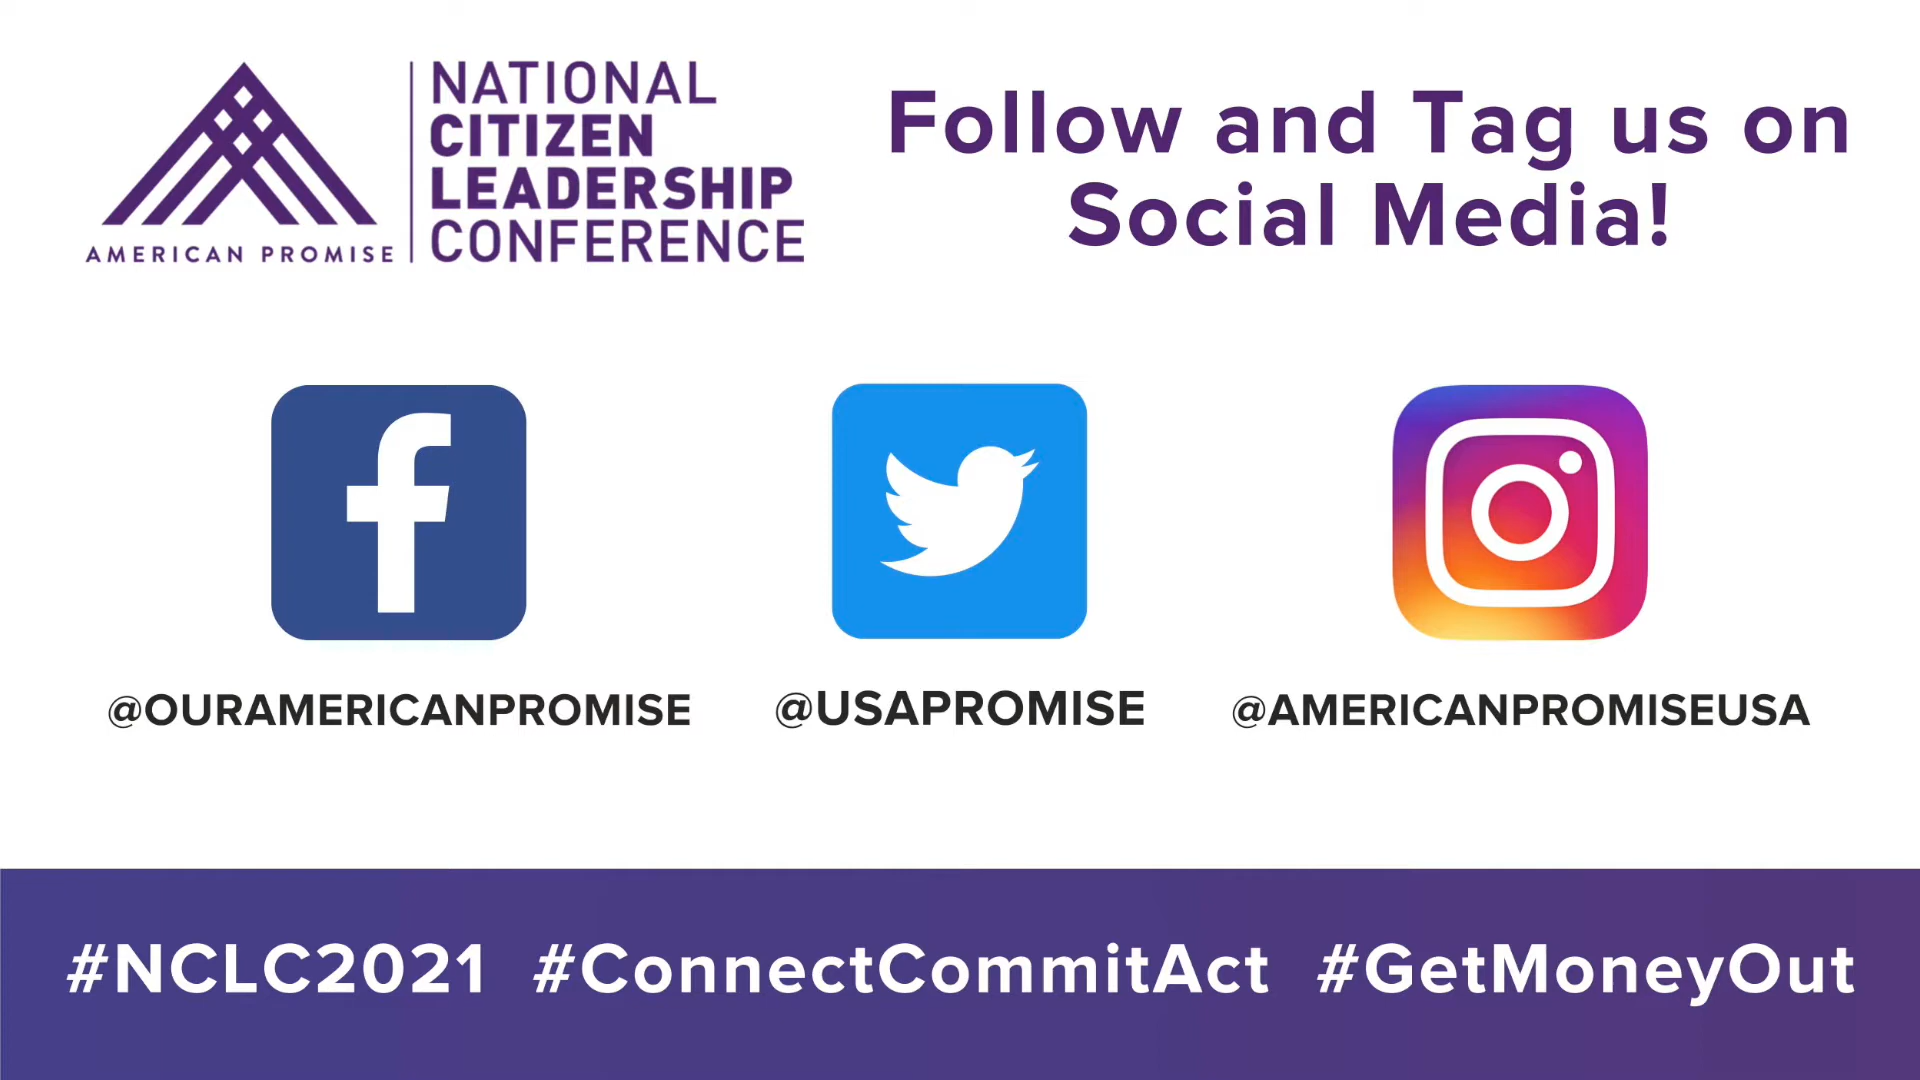 NATIONAL
CITIZEN
LEADERSHIP
CONFERENCE
AMERICAN PROMISE
Follow and Tag us on
Social Media!
@OURAMERICANPROMISE
@USAPROMISE
@AMERICANPROMISEUSA
#NCLC2021 #ConnectCommitAct #GetMoneyOut